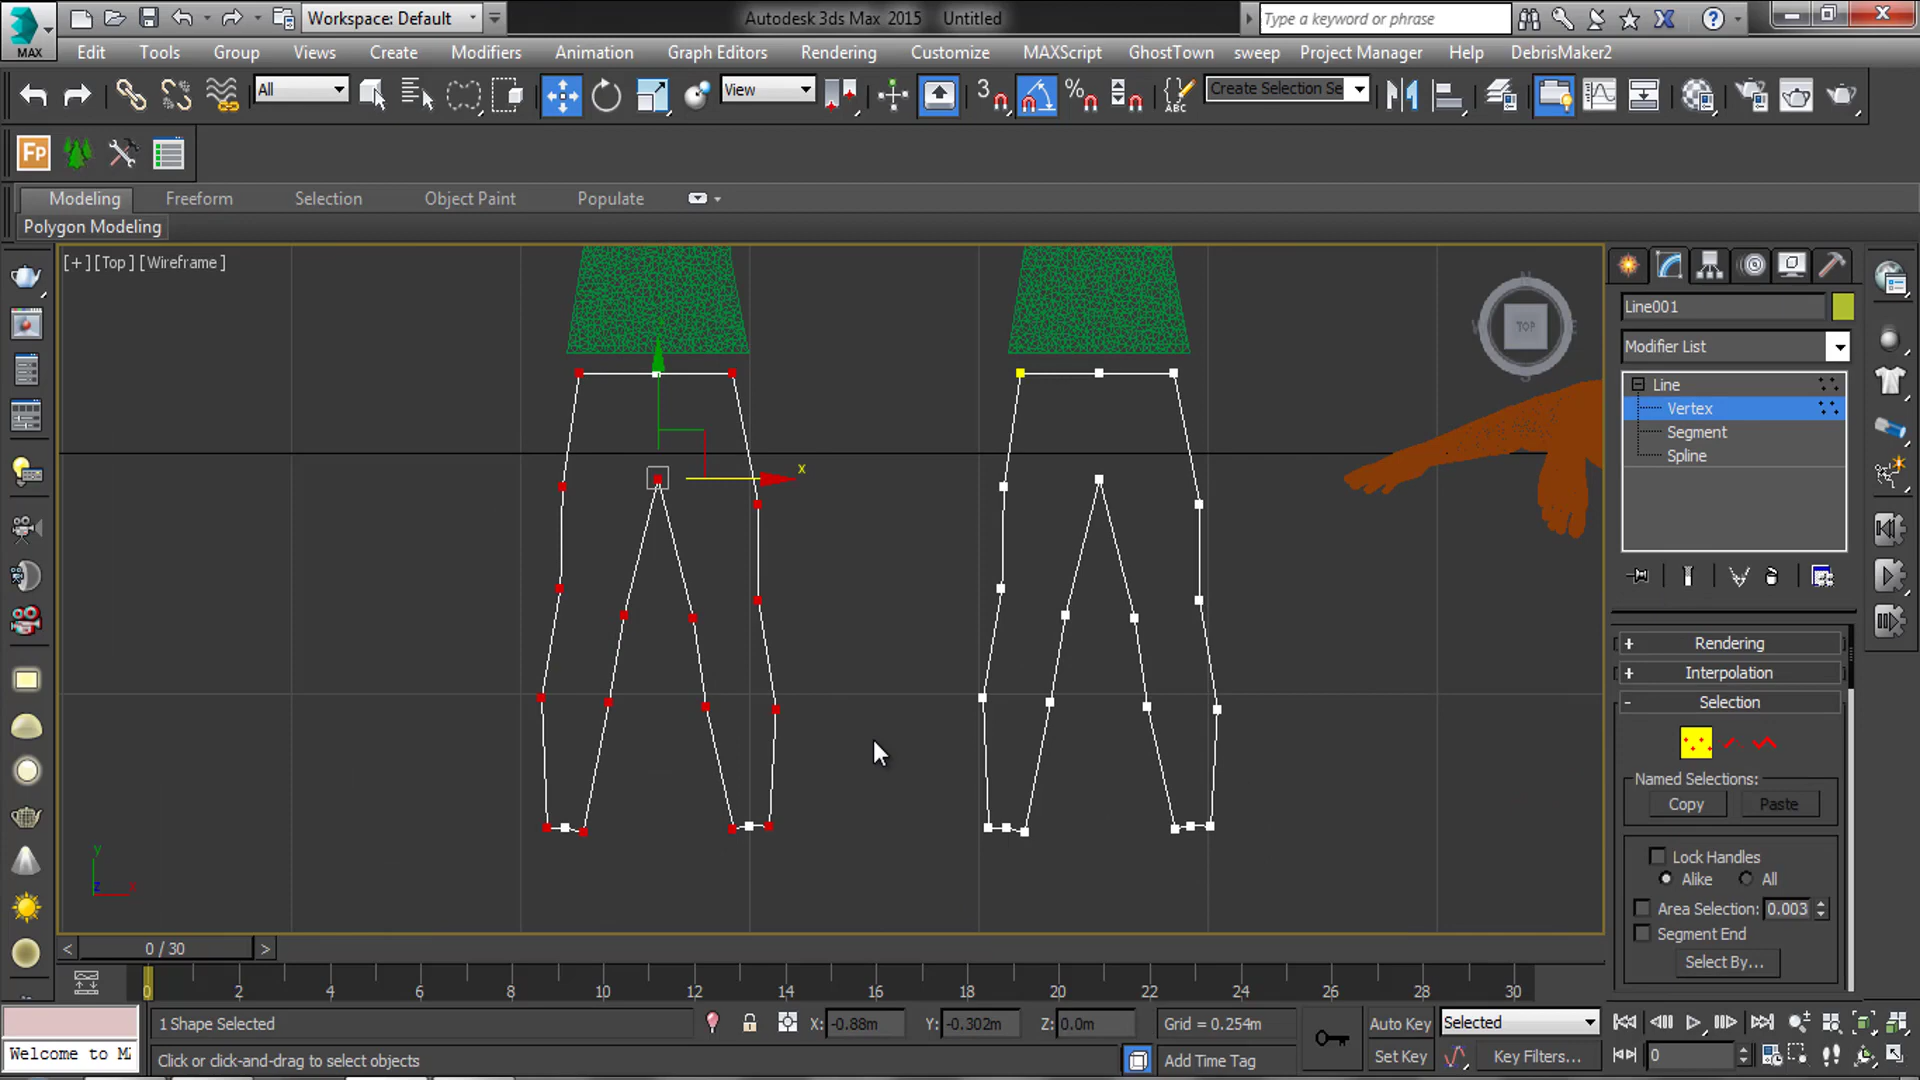 MAX
Workspace: Default
Autodesk 3ds Max 2015 Untitled
Type a keyword or phrase
Edit Tools Group Views Create Modifiers Animation Graph Editors Rendering Customize MAXScript GhostTown sweep Project Manager Help DebrisMaker2
All
View
3
%
ABC
Create Selection Se
Fp
Modeling Freeform Selection Object Paint Populate
Polygon Modeling
[+] [Top] [Wireframe]
TOP
x
y
z
x
Line001
Modifier List
Line
Vertex
Segment
Spline
+ Rendering
+ Interpolation
- Selection
Named Selections:
Copy Paste
Lock Handles
Alike All
Area Selection: 0.003
Segment End
Select By...
< 0 / 30 >
0 2 4 6 8 10 12 14 16 18 20 22 24 26 28 30
1 Shape Selected
X: -0.88m Y: -0.302m Z: 0.0m Grid = 0.254m
Auto Key Selected
Welcome to M
Click or click-and-drag to select objects
Add Time Tag
Set Key Key Filters...
0